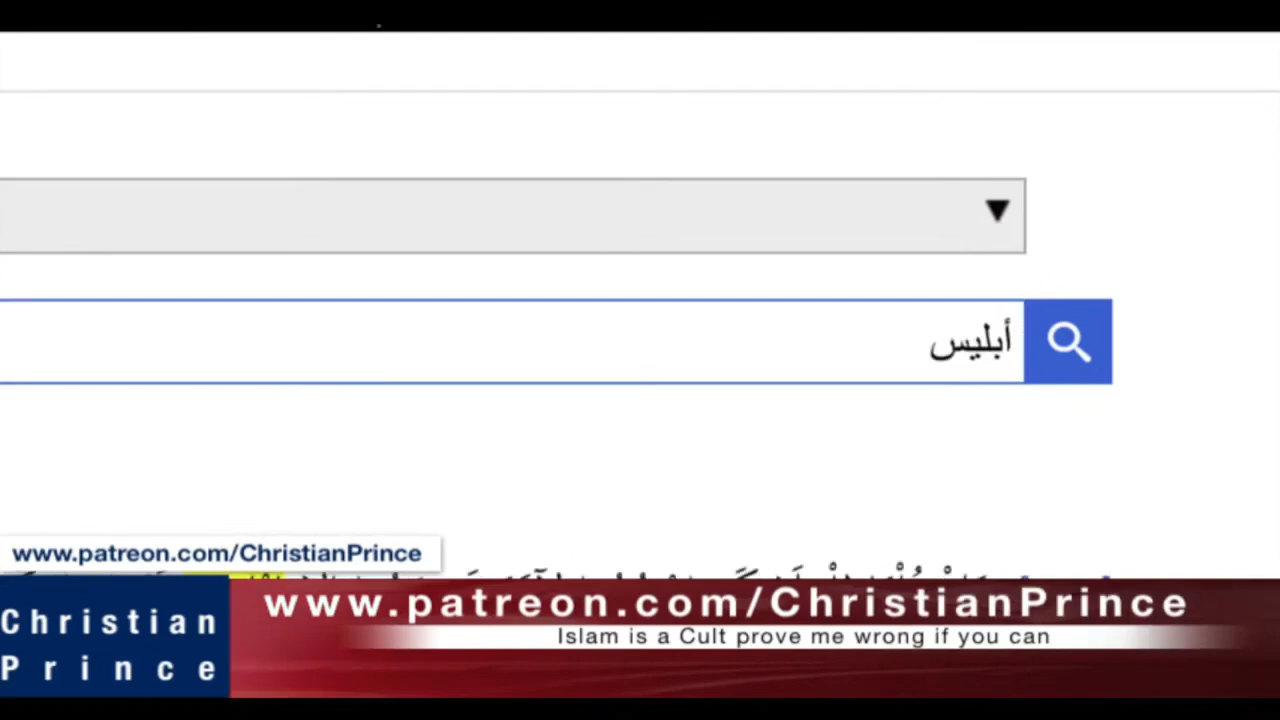 أبليس
www.patreon.com/ChristianPrince
Christian
Prince
www.patreon.com/ChristianPrince
Islam is a Cult prove me wrong if you can